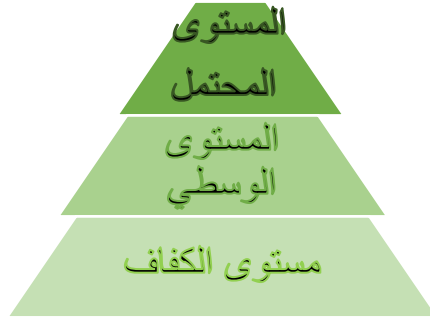 المستوى
المحتمل
المستوى
الوسطي
مستوى الكفاف